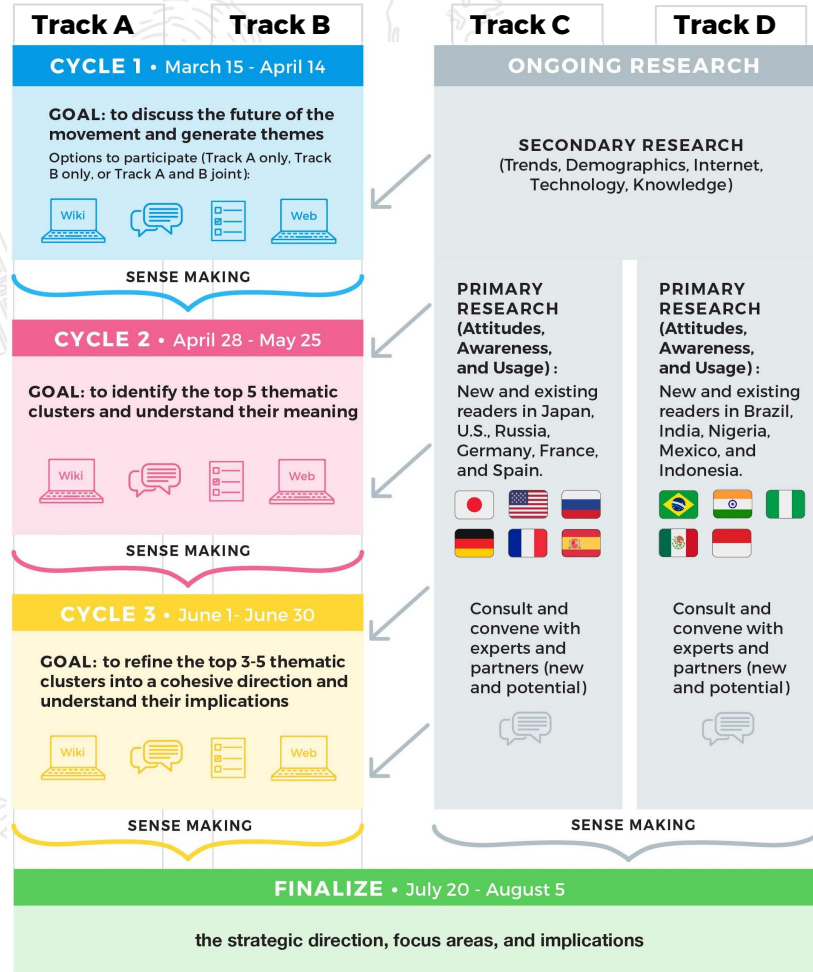 Track A
Track B
Track C
Track D
CYCLE 1 • March 15 - April 14
GOAL: to discuss the future of the
movement and generate themes
Options to participate (Track A only, Track
B only, or Track A and B joint):
Wiki
Web
SENSE MAKING
CYCLE 2 • April 28 - May 25
GOAL: to identify the top 5 thematic
clusters and understand their meaning
Wiki
Web
SENSE MAKING
CYCLE 3 • June 1- June 30
GOAL: to refine the top 3-5 thematic
clusters into a cohesive direction and
understand their implications
Wiki
Web
SENSE MAKING
ONGOING RESEARCH
SECONDARY RESEARCH
(Trends, Demographics, Internet,
Technology, Knowledge)
PRIMARY
RESEARCH
(Attitudes,
Awareness,
and Usage) :
New and existing
readers in Japan,
U.S., Russia,
Germany, France,
and Spain.
Consult and
convene with
experts and
partners (new
and potential)
PRIMARY
RESEARCH
(Attitudes,
Awareness,
and Usage) :
New and existing
readers in Brazil,
India, Nigeria,
Mexico, and
Indonesia.
Consult and
convene with
experts and
partners (new
and potential)
SENSE MAKING
FINALIZE • July 20 - August 5
the strategic direction, focus areas, and implications